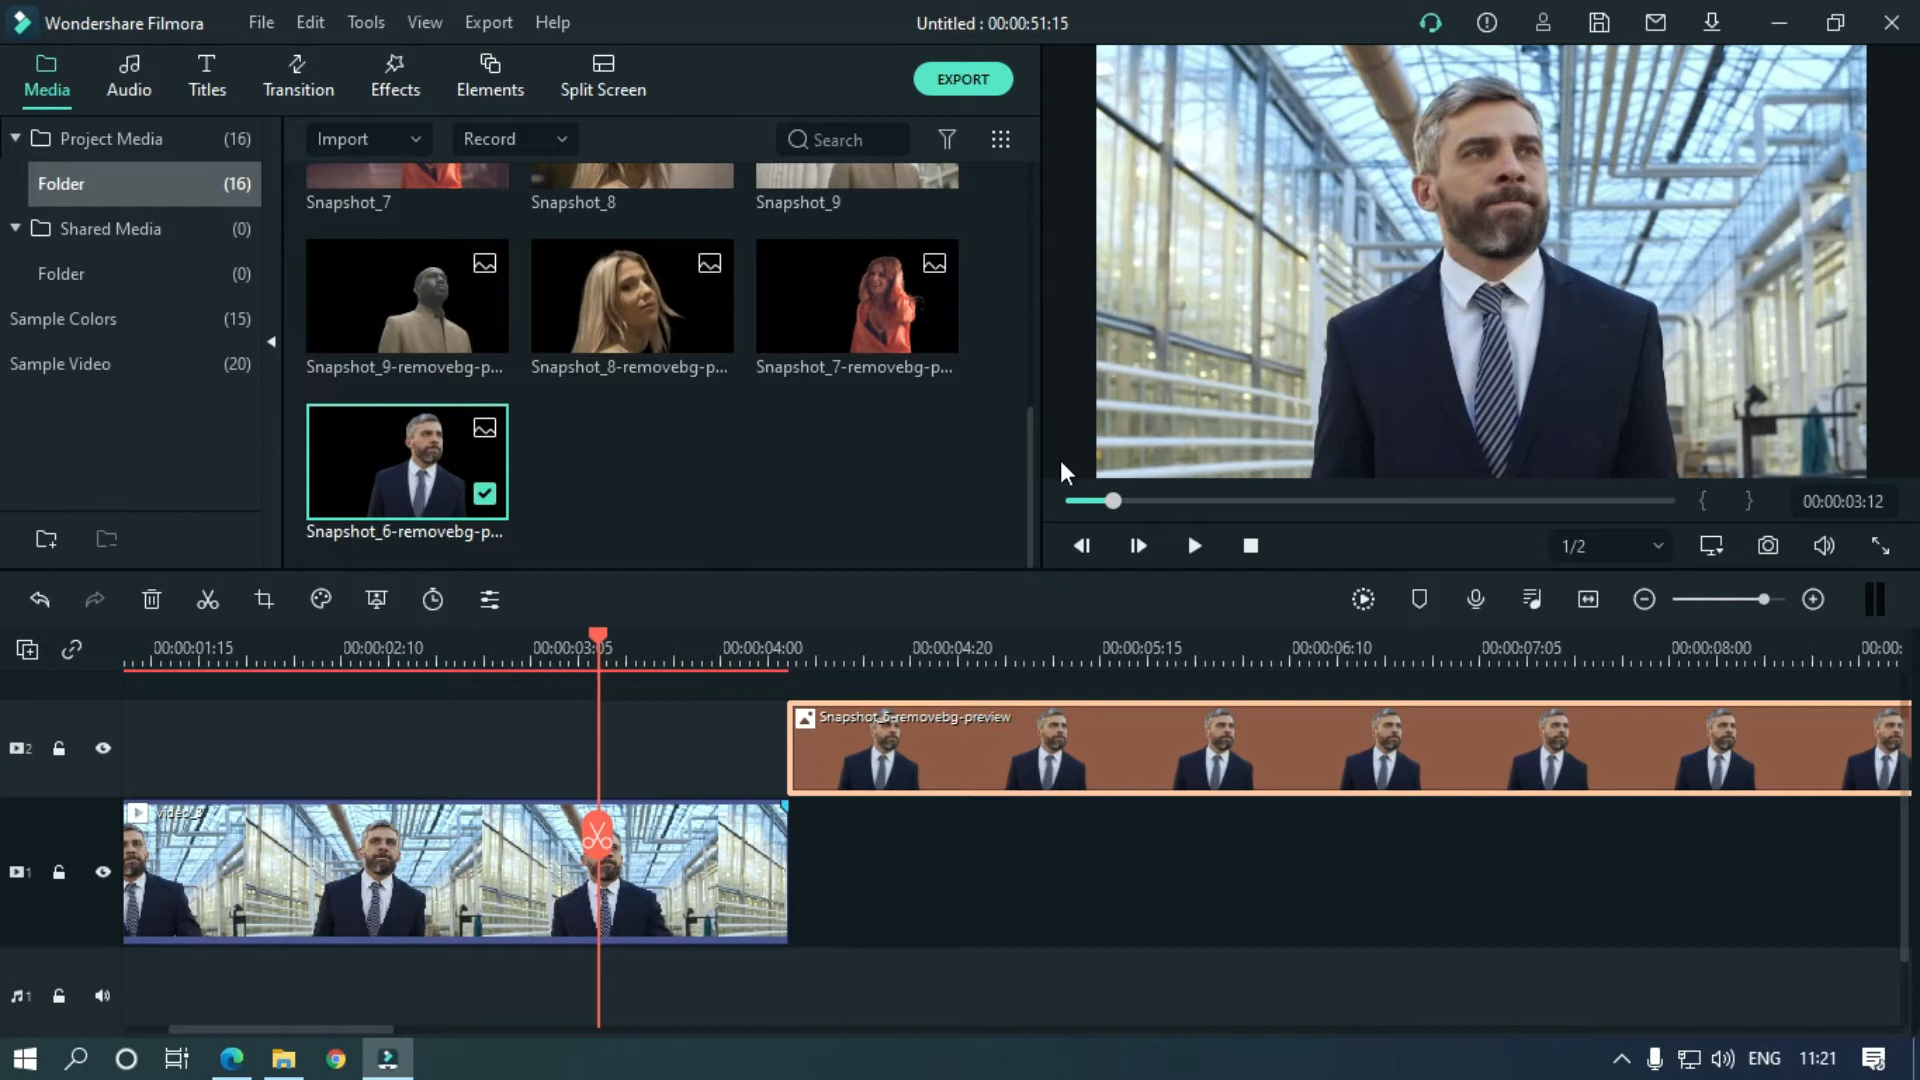 Wondershare Filmora File Edit Tools View Export Help Untitled : 00:00:51:15
Media Audio Titles Transition Effects Elements Split Screen EXPORT
Project Media (16) Import Record Search
Folder (16)
Snapshot_7 Snapshot_8 Snapshot_9
Shared Media (0)
Folder (0)
Sample Colors (15)
Sample Video (20)
Snapshot_9-removebg-p... Snapshot_8-removebg-p... Snapshot_7-removebg-p...
Snapshot_6-removebg-p...
00:00:03:12
1/2
00:00:01:15 00:00:02:10 00:00:03:05 00:00:04:00 00:00:04:20 00:00:05:15 00:00:06:10 00:00:07:05 00:00:08:00 00:00:
2 Snapshot_6-removebg-preview
1
1
ENG 11:21